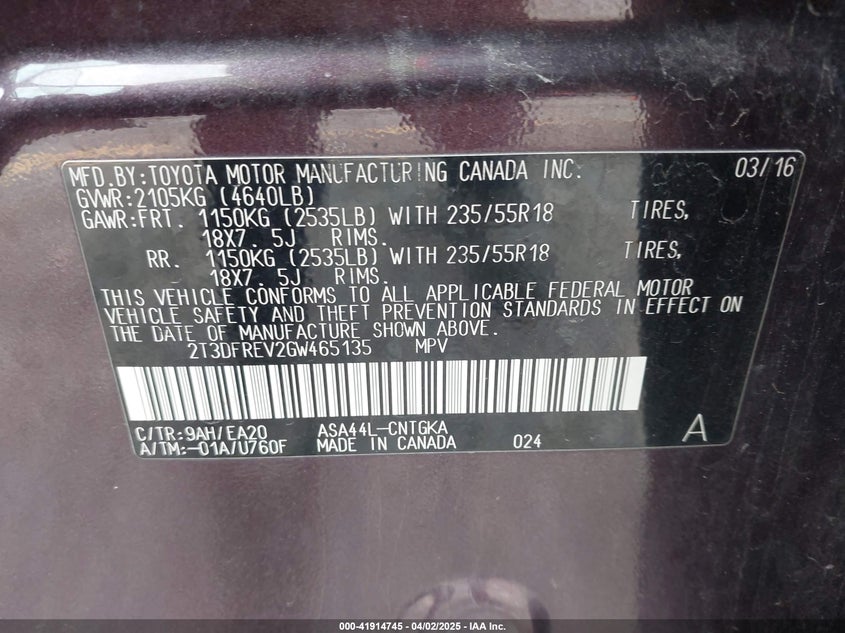 MFD.BY:TOYOTA MOTOR MANUFACTURING CANADA INC. 03/16
GVWR:2105KG (4640LB)
GAWR:FRT. 1150KG (2535LB) WITH 235/55R18 TIRES,
18X7. 5J RIMS.
RR. 1150KG (2535LB) WITH 235/55R18 TIRES,
18X7. 5J RIMS.
THIS VEHICLE CONFORMS TO ALL APPLICABLE FEDERAL MOTOR
VEHICLE SAFETY AND THEFT PREVENTION STANDARDS IN EFFECT ON
THE DATE OF MANUFACTURE SHOWN ABOVE.
2T3DFREV2GW465135 MPV
C/TR:9AH/EA20 ASA44L-CNTGKA
A/TM:-01A/U760F MADE IN CANADA 024 A
000-41914745 - 04/02/2025 - IAA Inc.